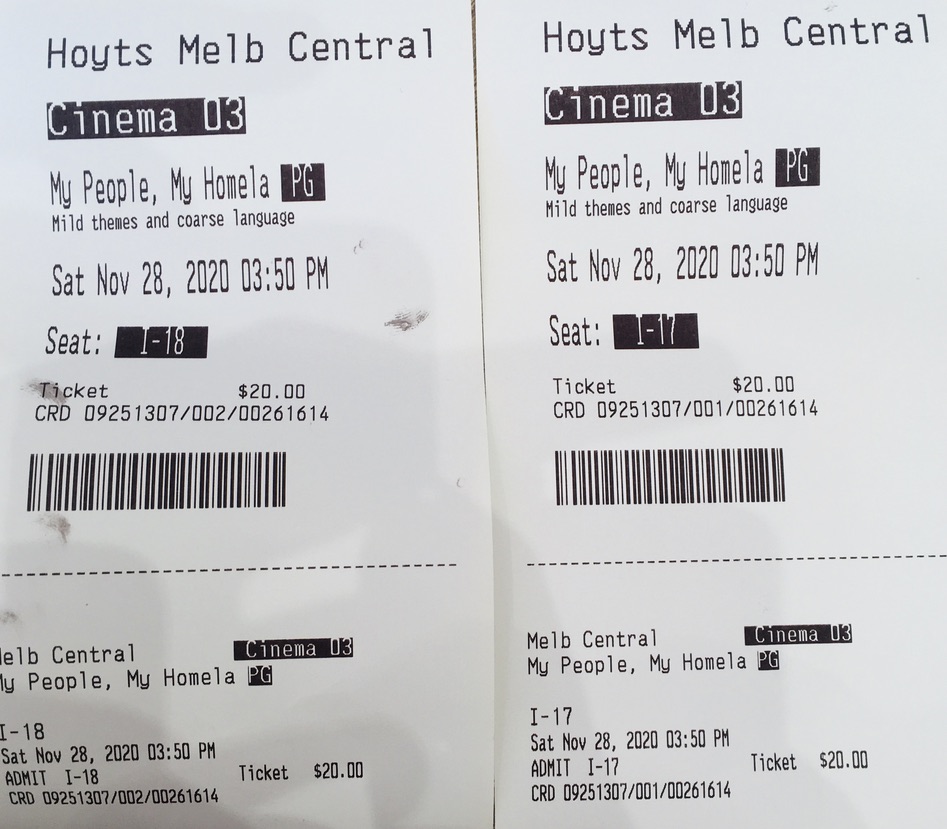 Hoyts Melb Central
Cinema 03
My People, My Homela PG
Mild themes and coarse language
Sat Nov 28, 2020 03:50 PM
Seat: I-18
Ticket $20.00
CRD 09251307/002/00261614
elb Central Cinema 03
My People, My Homela PG
I-18
Sat Nov 28, 2020 03:50 PM
ADMIT I-18 Ticket $20.00
CRD 09251307/002/00261614
Hoyts Melb Central
Cinema 03
My People, My Homela PG
Mild themes and coarse language
Sat Nov 28, 2020 03:50 PM
Seat: I-17
Ticket $20.00
CRD 09251307/001/00261614
Melb Central Cinema 03
My People, My Homela PG
I-17
Sat Nov 28, 2020 03:50 PM
ADMIT I-17 Ticket $20.00
CRD 09251307/001/00261614